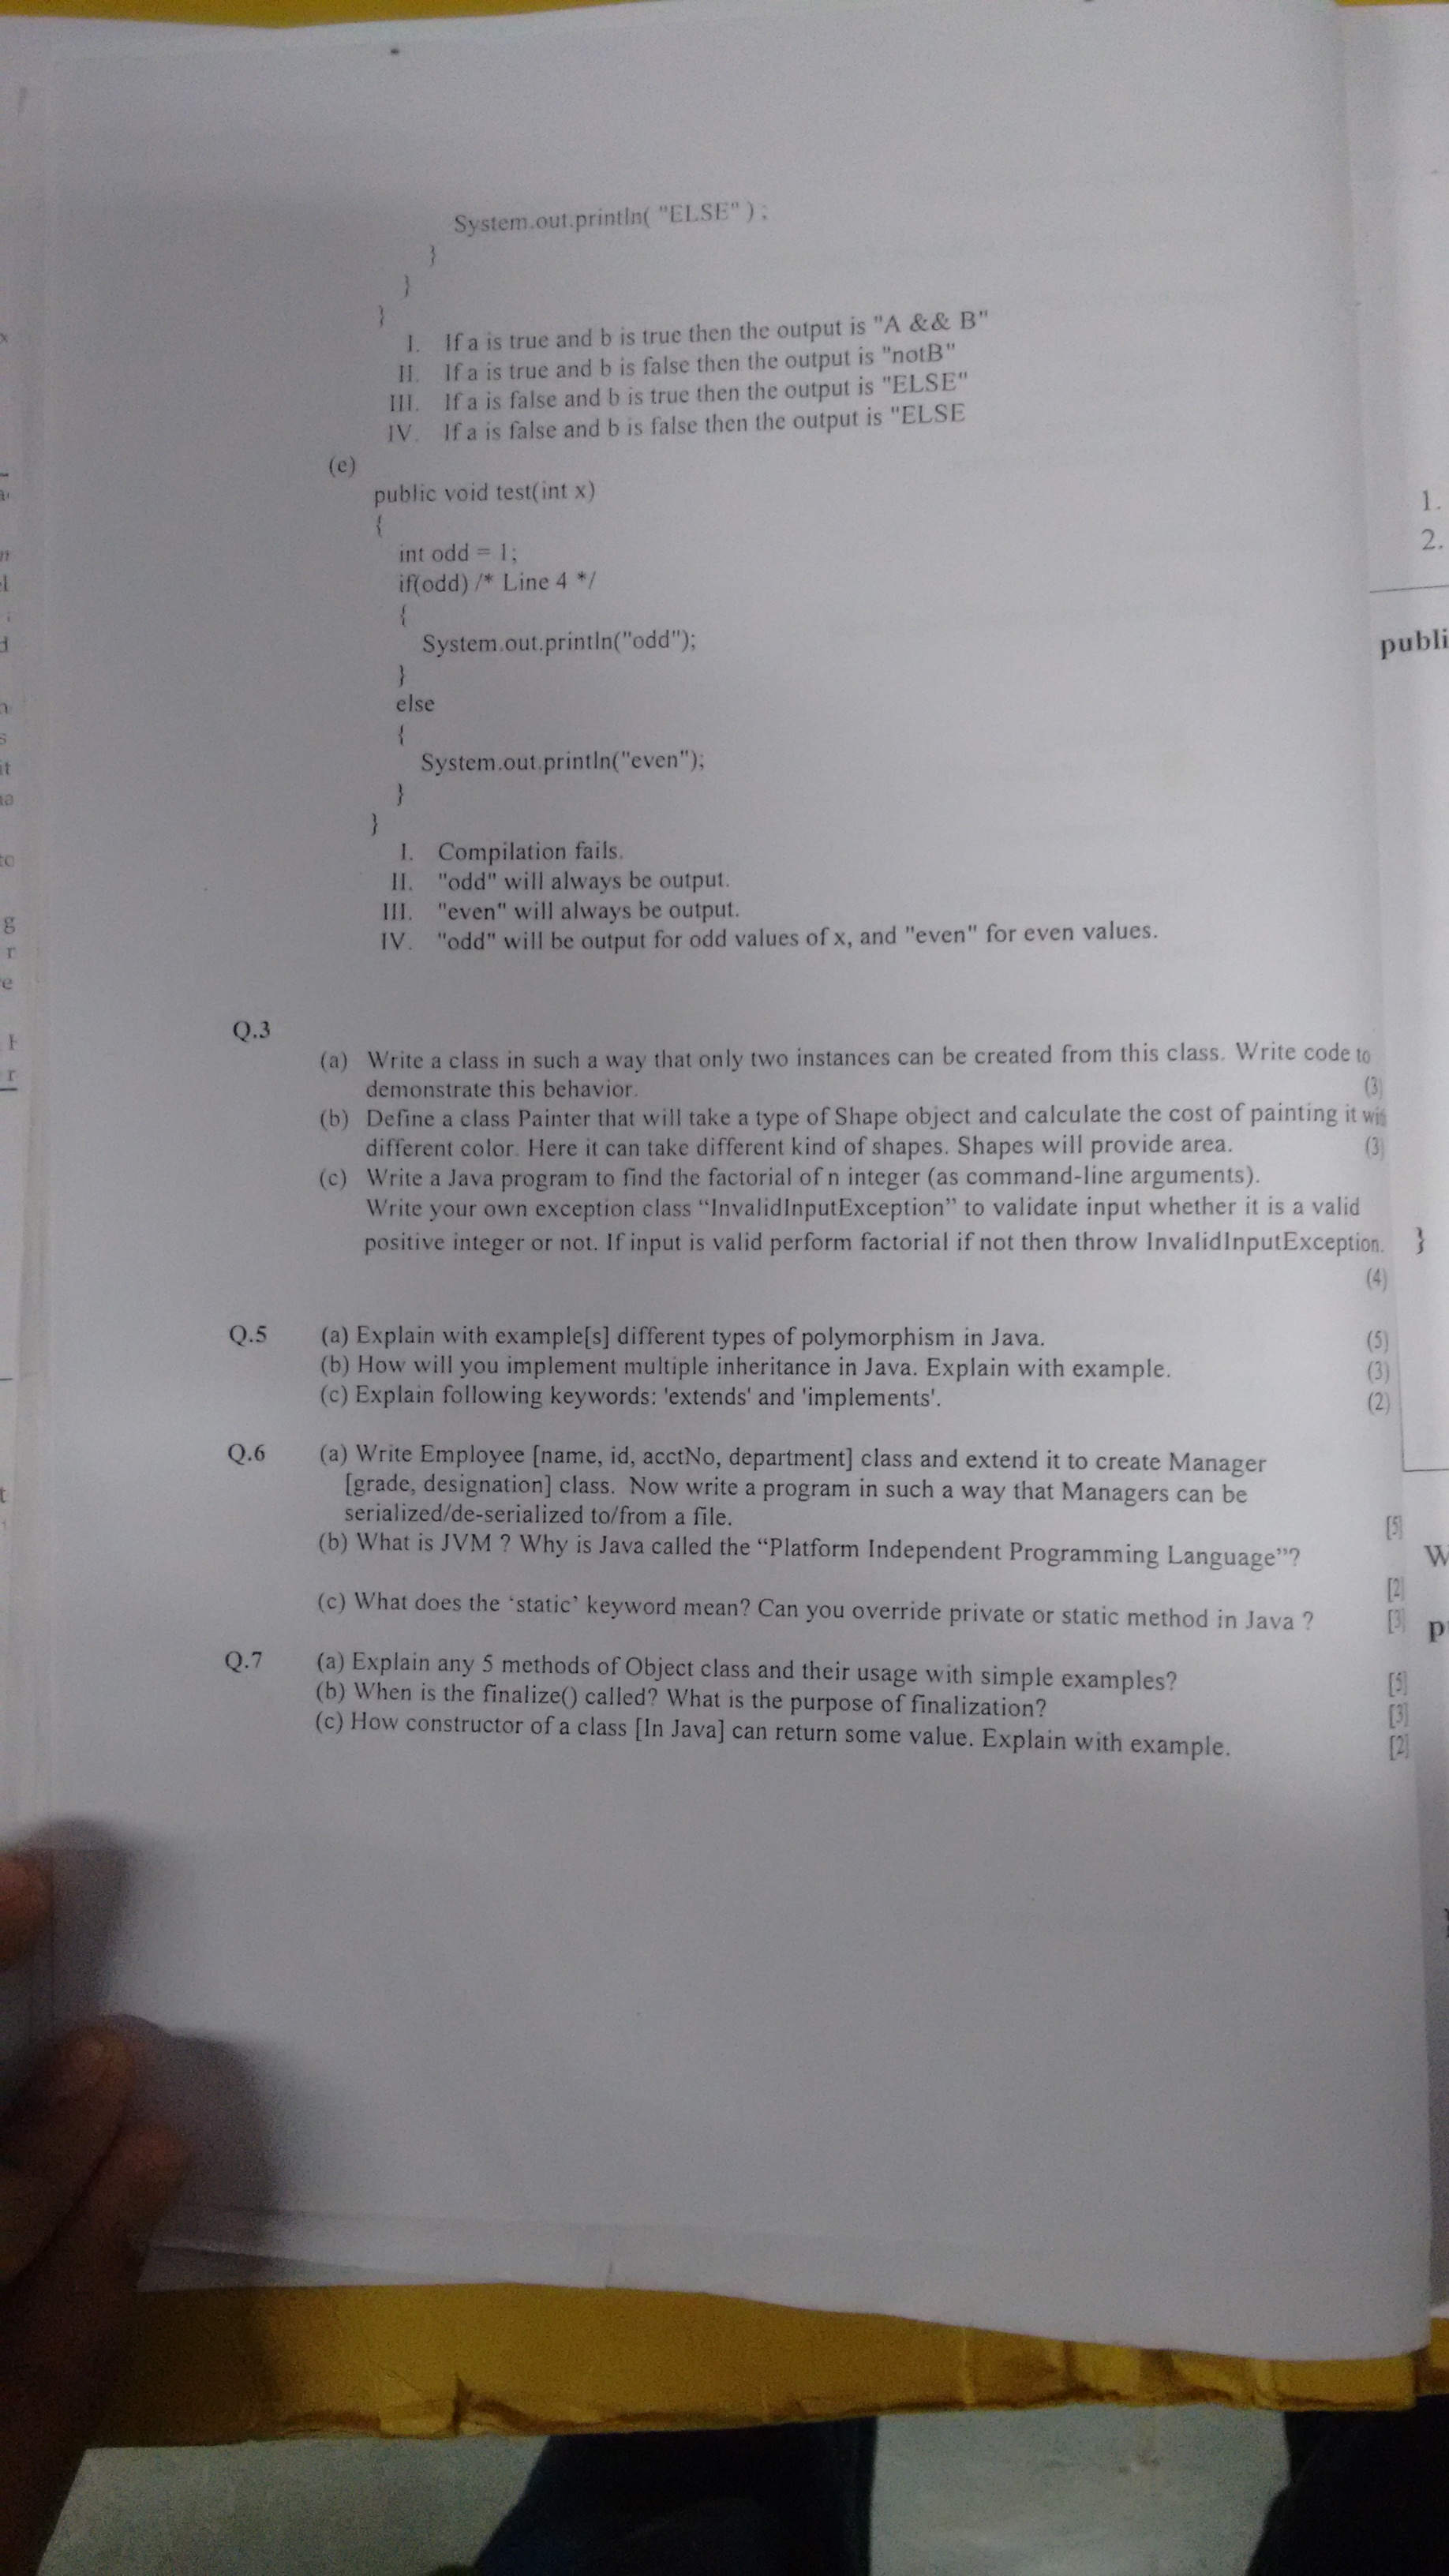 System.out.println( "ELSE" ) ;
}
}
}
I. If a is true and b is true then the output is "A && B"
II. If a is true and b is false then the output is "notB"
III. If a is false and b is true then the output is "ELSE"
IV. If a is false and b is false then the output is "ELSE
(e)
public void test(int x)
{
int odd = 1;
if(odd) /* Line 4 */
{
System.out.println("odd");
}
else
{
System.out.println("even");
}
}
I. Compilation fails.
II. "odd" will always be output.
III. "even" will always be output.
IV. "odd" will be output for odd values of x, and "even" for even values.
Q.3
(a) Write a class in such a way that only two instances can be created from this class. Write code to
demonstrate this behavior. (3)
(b) Define a class Painter that will take a type of Shape object and calculate the cost of painting it with
different color. Here it can take different kind of shapes. Shapes will provide area. (3)
(c) Write a Java program to find the factorial of n integer (as command-line arguments).
Write your own exception class “InvalidInputException” to validate input whether it is a valid
positive integer or not. If input is valid perform factorial if not then throw InvalidInputException.
(4)
Q.5 (a) Explain with example[s] different types of polymorphism in Java. (5)
(b) How will you implement multiple inheritance in Java. Explain with example. (3)
(c) Explain following keywords: 'extends' and 'implements'. (2)
Q.6 (a) Write Employee [name, id, acctNo, department] class and extend it to create Manager
[grade, designation] class. Now write a program in such a way that Managers can be
serialized/de-serialized to/from a file. [5]
(b) What is JVM ? Why is Java called the “Platform Independent Programming Language”?
[2]
(c) What does the ‘static’ keyword mean? Can you override private or static method in Java ? [3]
Q.7 (a) Explain any 5 methods of Object class and their usage with simple examples? [5]
(b) When is the finalize() called? What is the purpose of finalization? [3]
(c) How constructor of a class [In Java] can return some value. Explain with example. [2]
1.
2.
publi
}